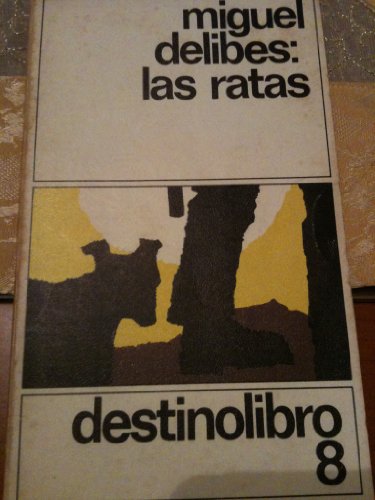 miguel
delibes:
las ratas
destinolibro
8